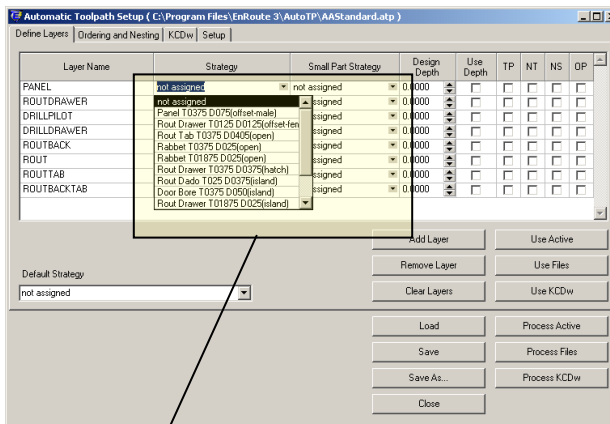 Automatic Toolpath Setup ( C:\Program Files\EnRoute 3\AutoTP\AAStandard.atp )
Define Layers Ordering and Nesting KCDw Setup
Layer Name Strategy Small Part Strategy Design Depth Use Depth TP NT NS OP
PANEL not assigned not assigned 0.0000
ROUTDRAWER not assigned ssigned 0.0000
DRILLPILOT Panel T0375 D075(offset-male) ssigned 0.0000
DRILLDRAWER Rout Drawer T0125 D0125(offset-fen ssigned 0.0000
ROUTBACK Rout Tab T0375 D0405(open) ssigned 0.0000
ROUT Rabbet T0375 D025(open) ssigned 0.0000
ROUTTAB Rabbet T01875 D025(open) ssigned 0.0000
ROUTBACKTAB Rout Drawer T0375 D0375(hatch) ssigned 0.0000
Rout Dado T025 D0375(island)
Door Bore T0375 D050(island)
Rout Drawer T01875 D025(island)
Add Layer Use Active
Remove Layer Use Files
Default Strategy
not assigned Clear Layers Use KCDw
Load Process Active
Save Process Files
Save As... Process KCDw
Close